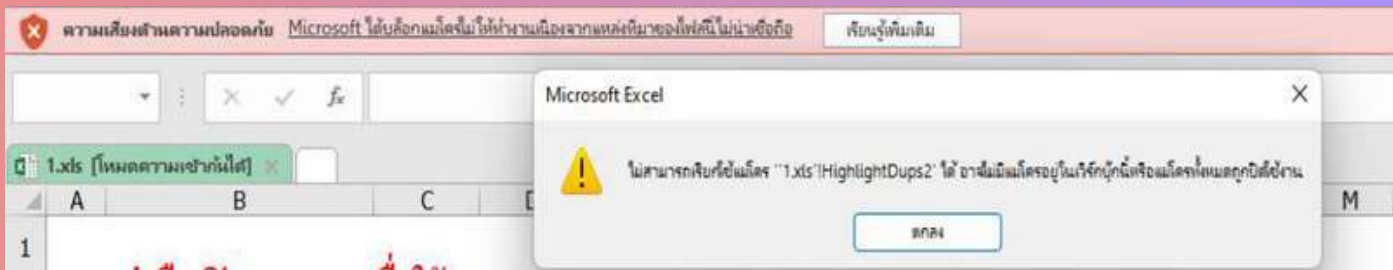 ความเสี่ยงด้านความปลอดภัย Microsoft ได้บล็อกแมโครไม่ให้ทำงานเนื่องจากแหล่งที่มาของไฟล์นี้ไม่น่าเชื่อถือ เรียนรู้เพิ่มเติม
fx
Microsoft Excel
1.xls [โหมดความเข้ากันได้]
ไม่สามารถเรียกใช้แมโคร ''1.xls'!HighlightDups2' ได้ อาจไม่มีแมโครอยู่ในเวิร์กบุ๊กนี้หรือแมโครทั้งหมดถูกปิดใช้งาน
ตกลง
A B C M
1